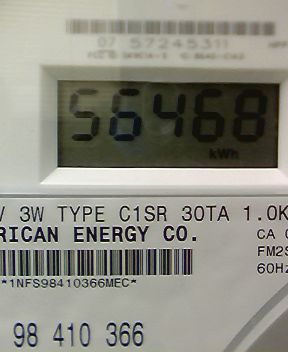 07 57245311
56468
kWh
V 3W TYPE C1SR 30TA 1.0K
RICAN ENERGY CO. CA
FM2S
60Hz
*1NFS98410366MEC*
98 410 366